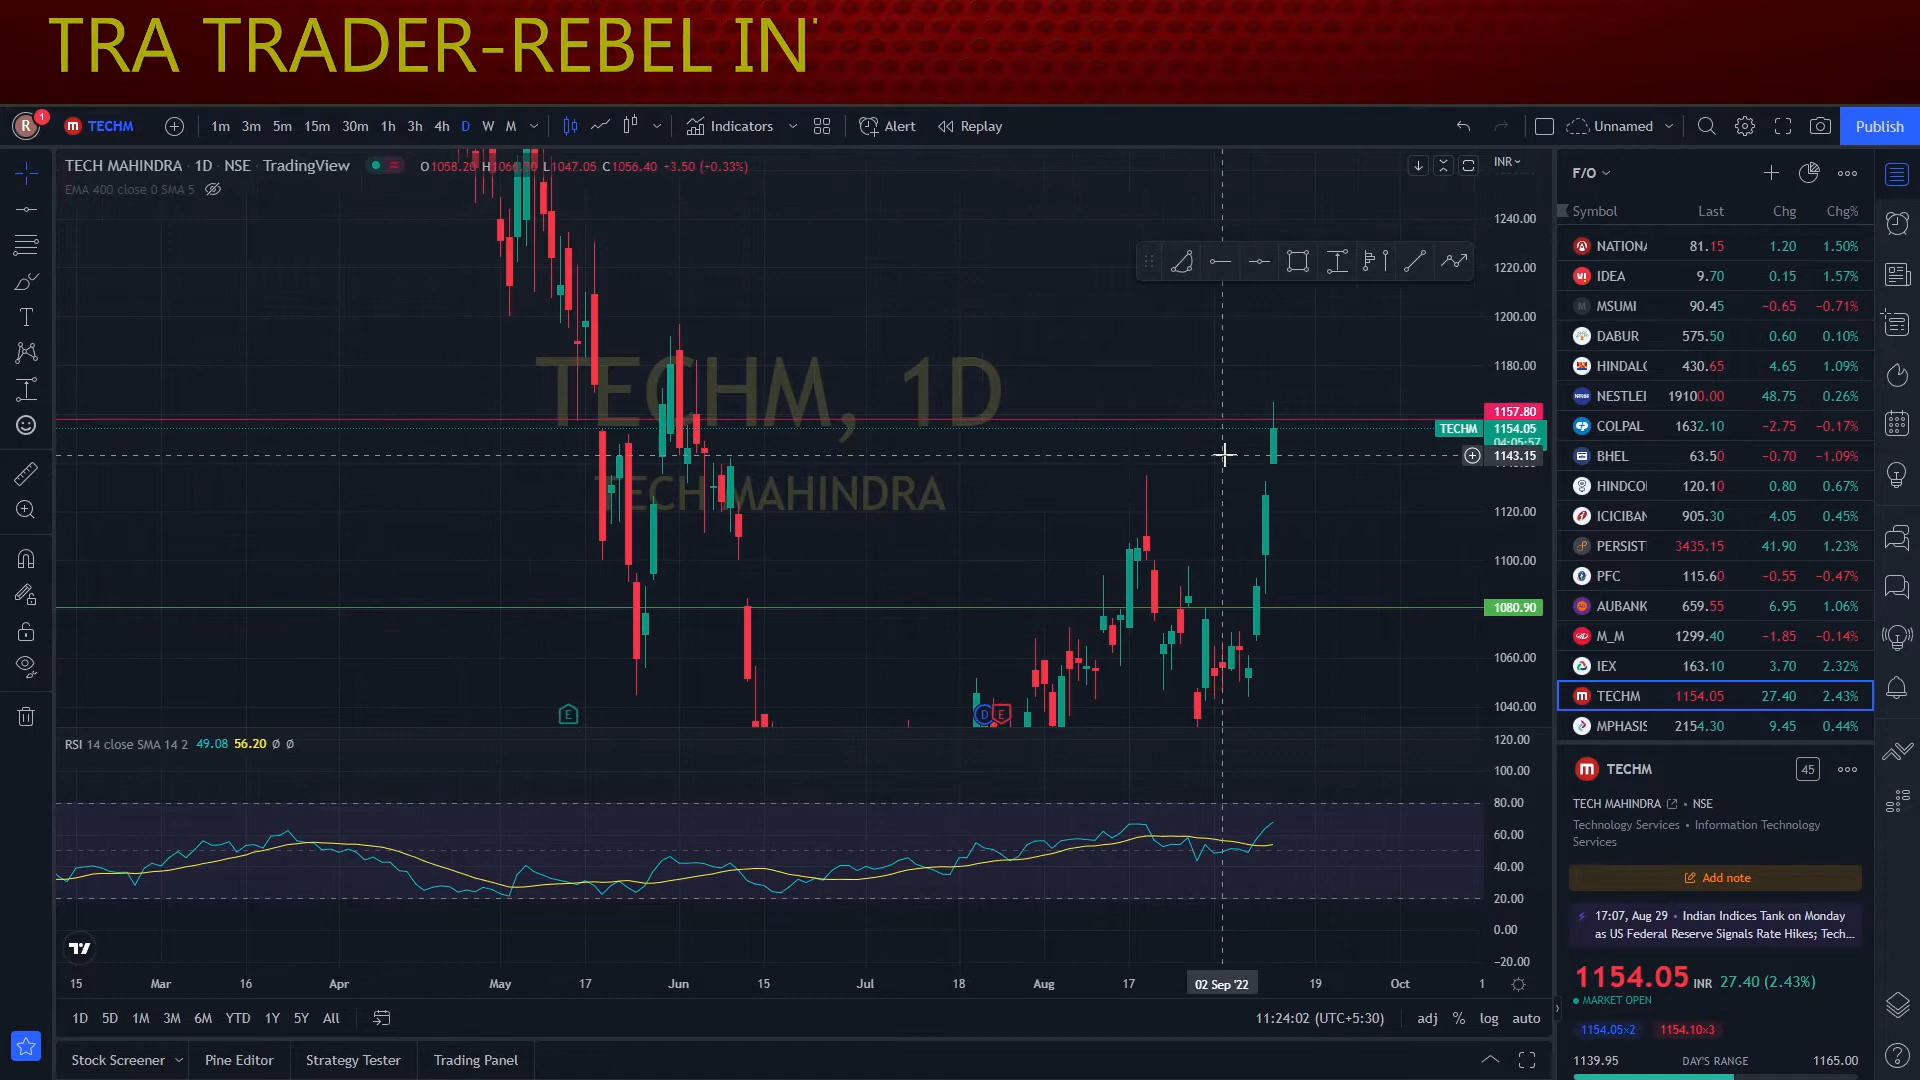 TRA TRADER-REBEL IN
R 1 TECHM 1m 3m 5m 15m 30m 1h 3h 4h D W M Indicators Alert Replay Unnamed Publish
TECH MAHINDRA · 1D · NSE · TradingView O1058.20 L1047.05 C1056.40 +3.50 (+0.33%) INR
EMA 400 close 0 SMA 5
1240.00
1220.00
1200.00
1180.00
TECHM, 1D
TECH MAHINDRA
1157.80
TECHM 1154.05
04:05:57
1143.15
1120.00
1100.00
1080.90
1060.00
1040.00
E D E
RSI 14 close SMA 14 2 49.08 56.20 Ø Ø
120.00
100.00
80.00
60.00
40.00
20.00
0.00
−20.00
15 Mar 16 Apr May 17 Jun 15 Jul 18 Aug 17 02 Sep '22 19 Oct 1
1D 5D 1M 3M 6M YTD 1Y 5Y All 11:24:02 (UTC+5:30) adj % log auto
Stock Screener Pine Editor Strategy Tester Trading Panel
F/O
Symbol Last Chg Chg%
NATIONA 81.15 1.20 1.50%
IDEA 9.70 0.15 1.57%
MSUMI 90.45 −0.65 −0.71%
DABUR 575.50 0.60 0.10%
HINDALC 430.65 4.65 1.09%
NESTLEI 19100.00 48.75 0.26%
COLPAL 1632.10 −2.75 −0.17%
BHEL 63.50 −0.70 −1.09%
HINDCO 120.10 0.80 0.67%
ICICIBAN 905.30 4.05 0.45%
PERSIST 3435.15 41.90 1.23%
PFC 115.60 −0.55 −0.47%
AUBANK 659.55 6.95 1.06%
M_M 1299.40 −1.85 −0.14%
IEX 163.10 3.70 2.32%
TECHM 1154.05 27.40 2.43%
MPHASIS 2154.30 9.45 0.44%
TECHM 45
TECH MAHINDRA • NSE
Technology Services • Information Technology
Services
Add note
17:07, Aug 29 • Indian Indices Tank on Monday
as US Federal Reserve Signals Rate Hikes; Tech...
1154.05 INR 27.40 (2.43%)
MARKET OPEN
1154.05×2 1154.10×3
1139.95 DAY'S RANGE 1165.00